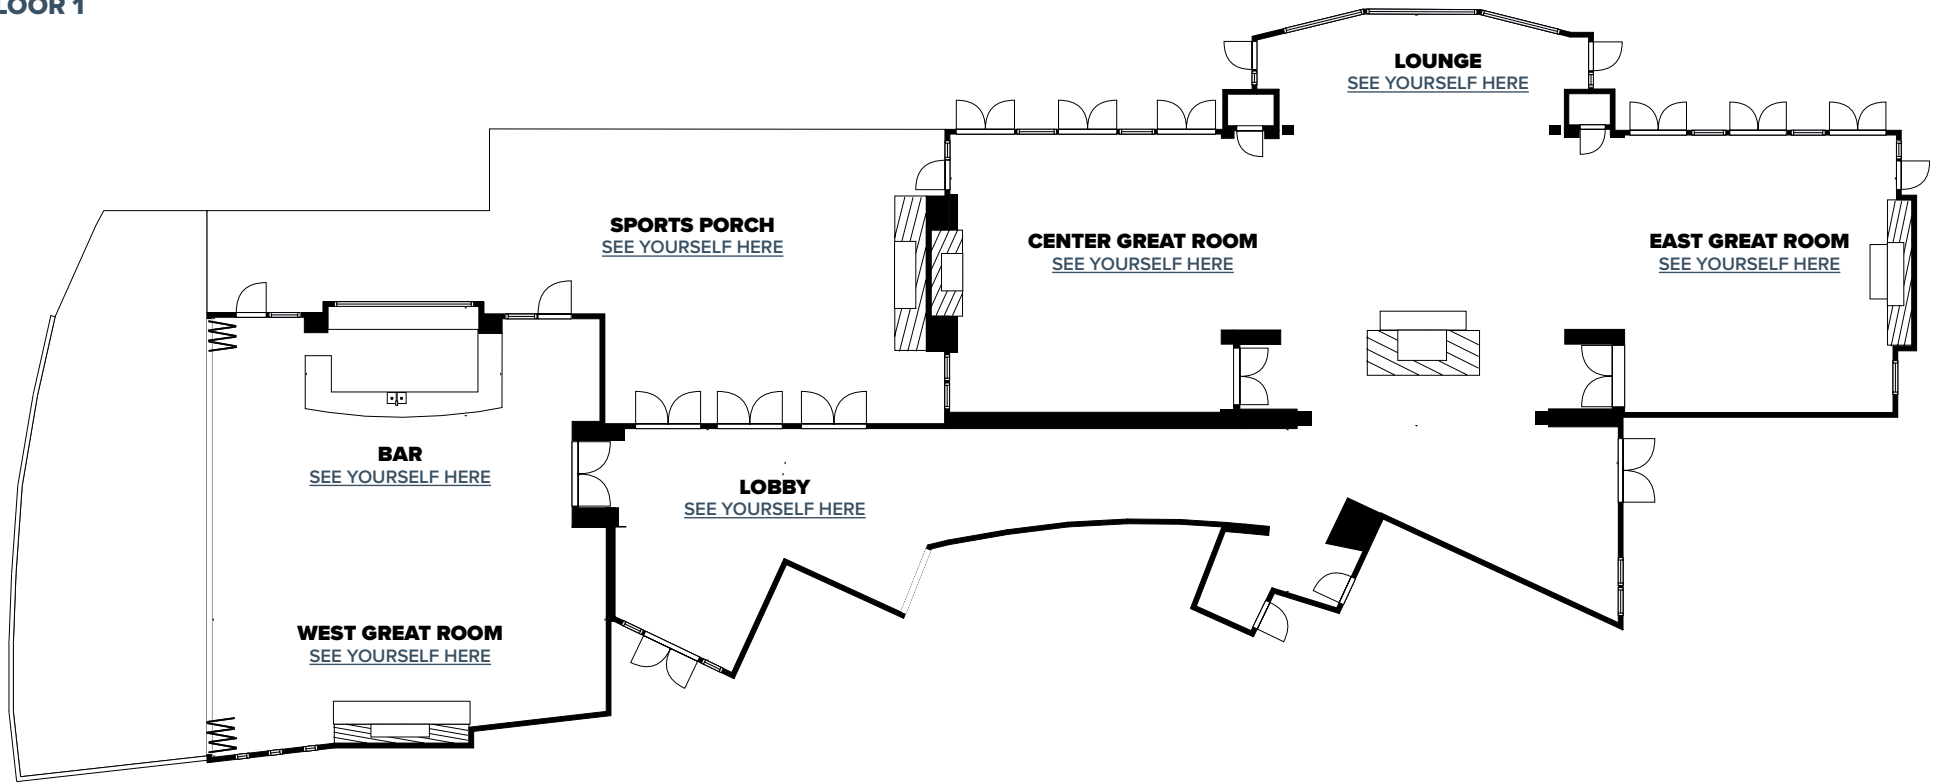 LOOR 1
LOUNGE
SEE YOURSELF HERE
SPORTS PORCH
SEE YOURSELF HERE
CENTER GREAT ROOM
SEE YOURSELF HERE
EAST GREAT ROOM
SEE YOURSELF HERE
BAR
SEE YOURSELF HERE
LOBBY
SEE YOURSELF HERE
WEST GREAT ROOM
SEE YOURSELF HERE